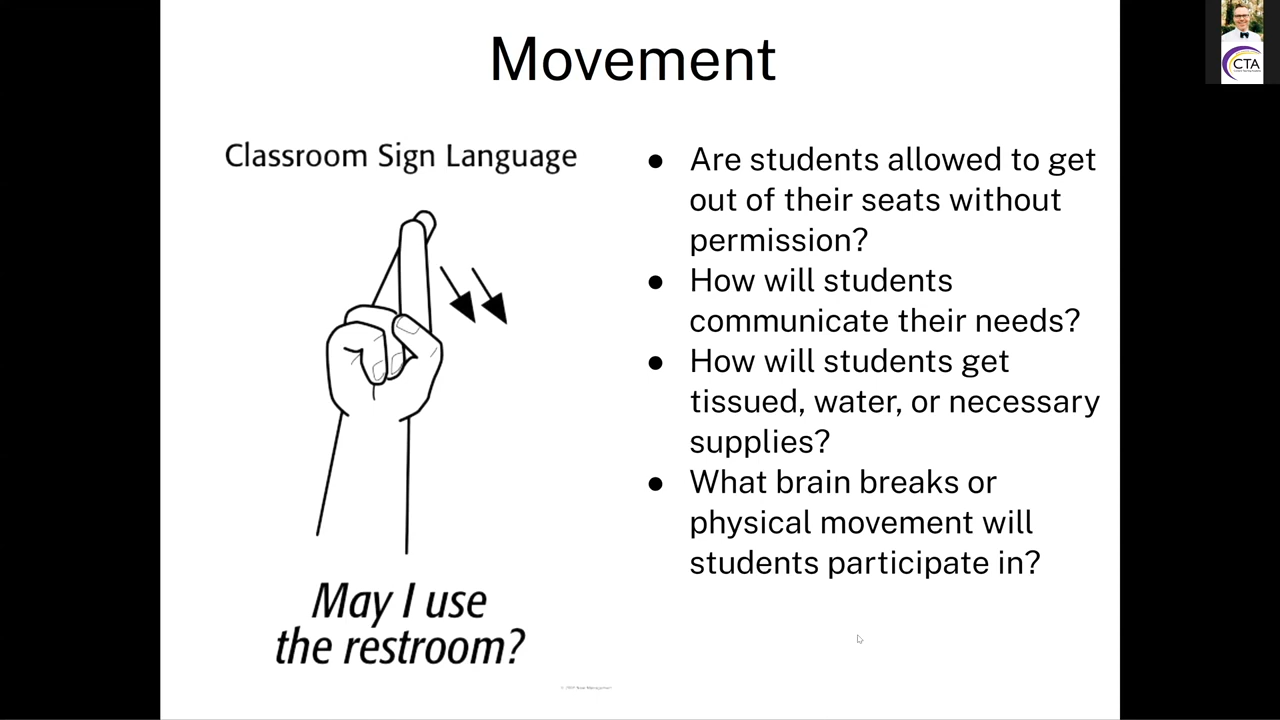 Movement
Classroom Sign Language
May I use
the restroom?
● Are students allowed to get
out of their seats without
permission?
● How will students
communicate their needs?
● How will students get
tissued, water, or necessary
supplies?
● What brain breaks or
physical movement will
students participate in?
CTA